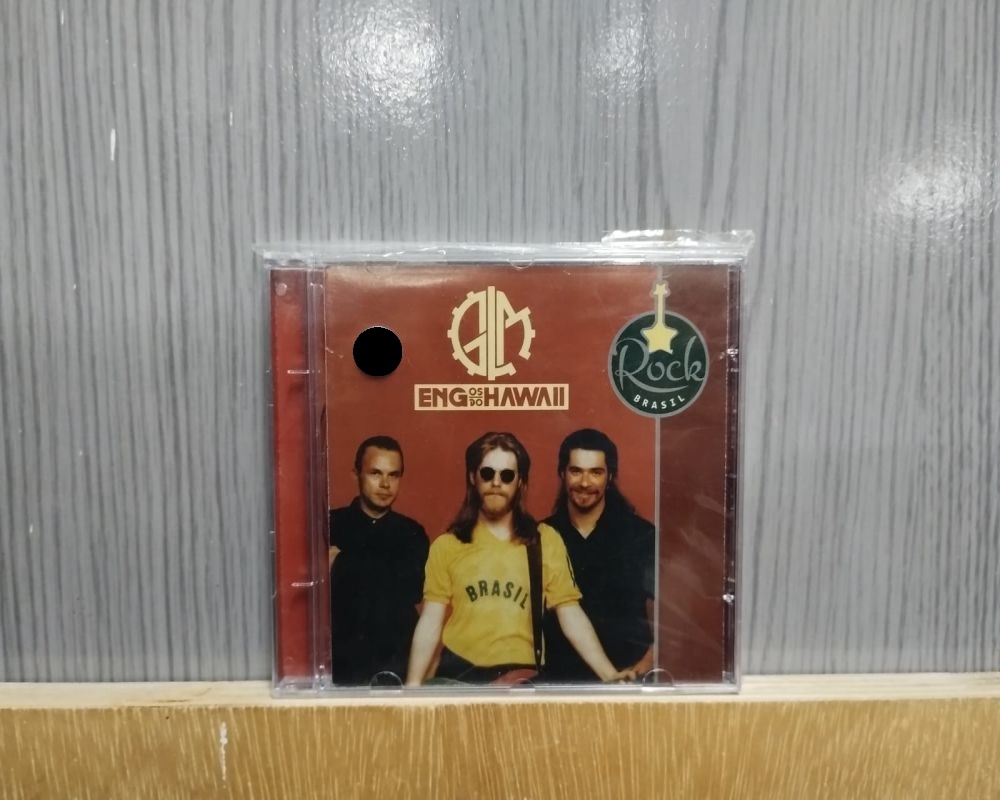 GLM
ENG OS DO HAWAII
Rock
BRASIL
BRASIL